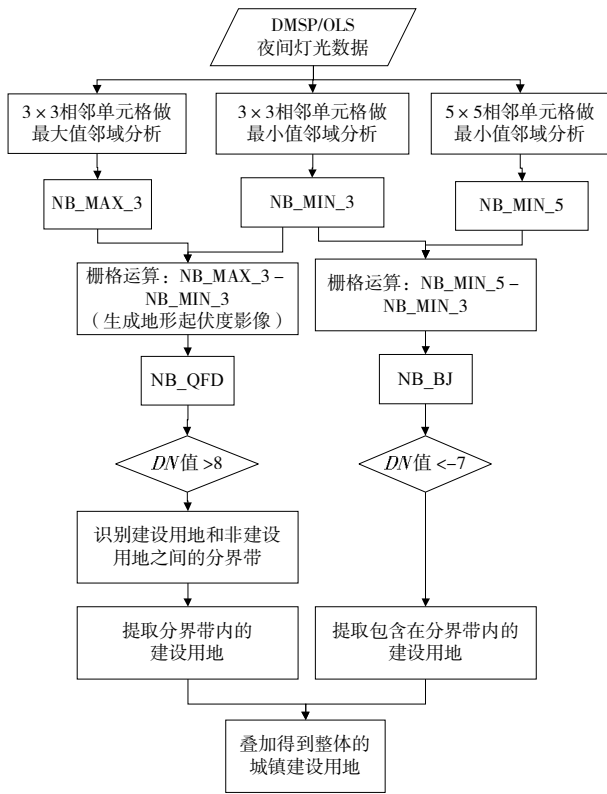 DMSP/OLS
夜间灯光数据
3×3相邻单元格做
最大值邻域分析
3×3相邻单元格做
最小值邻域分析
5×5相邻单元格做
最小值邻域分析
NB_MAX_3
NB_MIN_3
NB_MIN_5
栅格运算：NB_MAX_3－
NB_MIN_3
（生成地形起伏度影像）
栅格运算：NB_MIN_5－
NB_MIN_3
NB_QFD
NB_BJ
DN值>8
DN值<-7
识别建设用地和非建设
用地之间的分界带
提取分界带内的
建设用地
提取包含在分界带内的
建设用地
叠加得到整体的
城镇建设用地